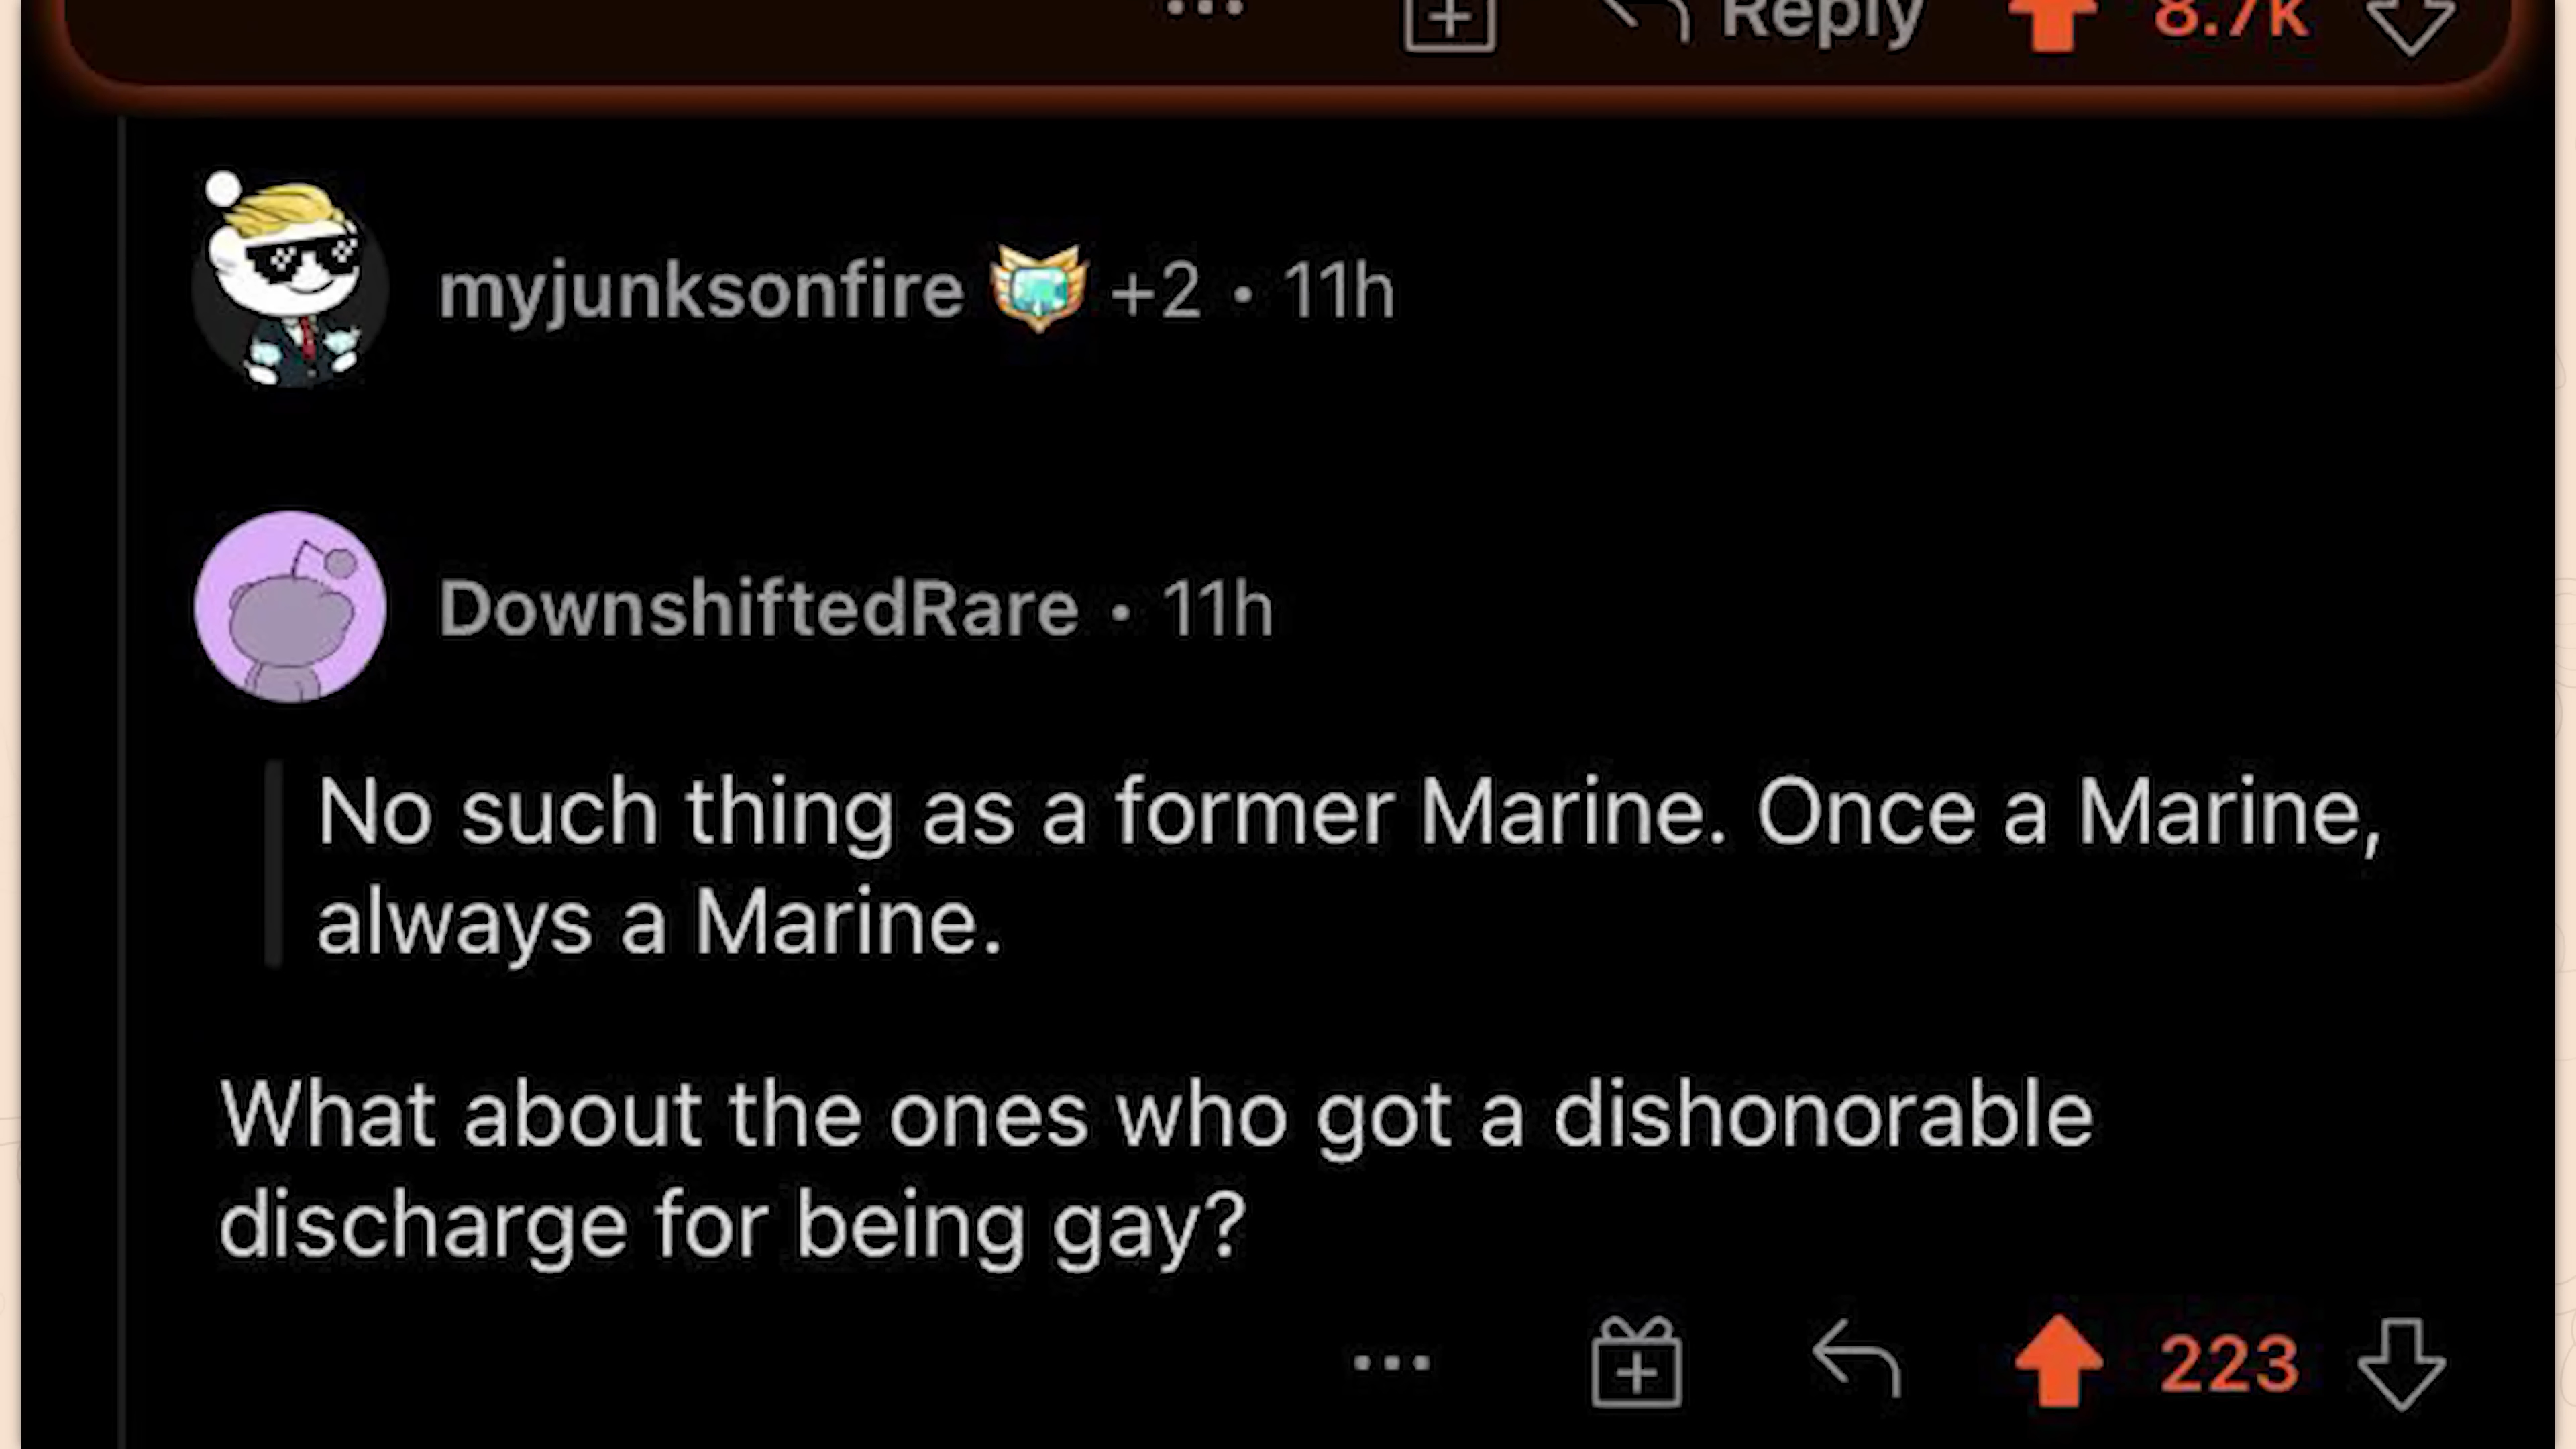 ... Reply 8.7k
myjunksonfire +2 • 11h
DownshiftedRare • 11h
No such thing as a former Marine. Once a Marine,
always a Marine.
What about the ones who got a dishonorable
discharge for being gay?
... 223